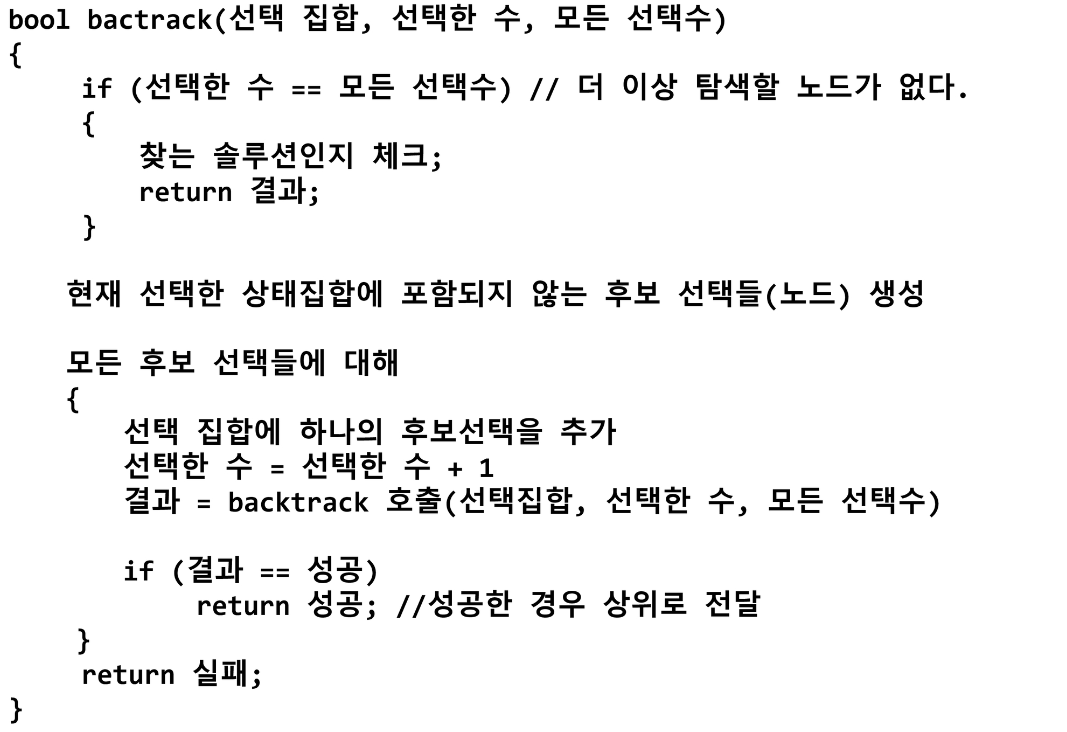 bool bactrack(선택 집합, 선택한 수, 모든 선택수)
{
if (선택한 수 == 모든 선택수) // 더 이상 탐색할 노드가 없다.
{
찾는 솔루션인지 체크;
return 결과;
}
현재 선택한 상태집합에 포함되지 않는 후보 선택들(노드) 생성
모든 후보 선택들에 대해
{
선택 집합에 하나의 후보선택을 추가
선택한 수 = 선택한 수 + 1
결과 = backtrack 호출(선택집합, 선택한 수, 모든 선택수)
if (결과 == 성공)
return 성공; //성공한 경우 상위로 전달
}
return 실패;
}